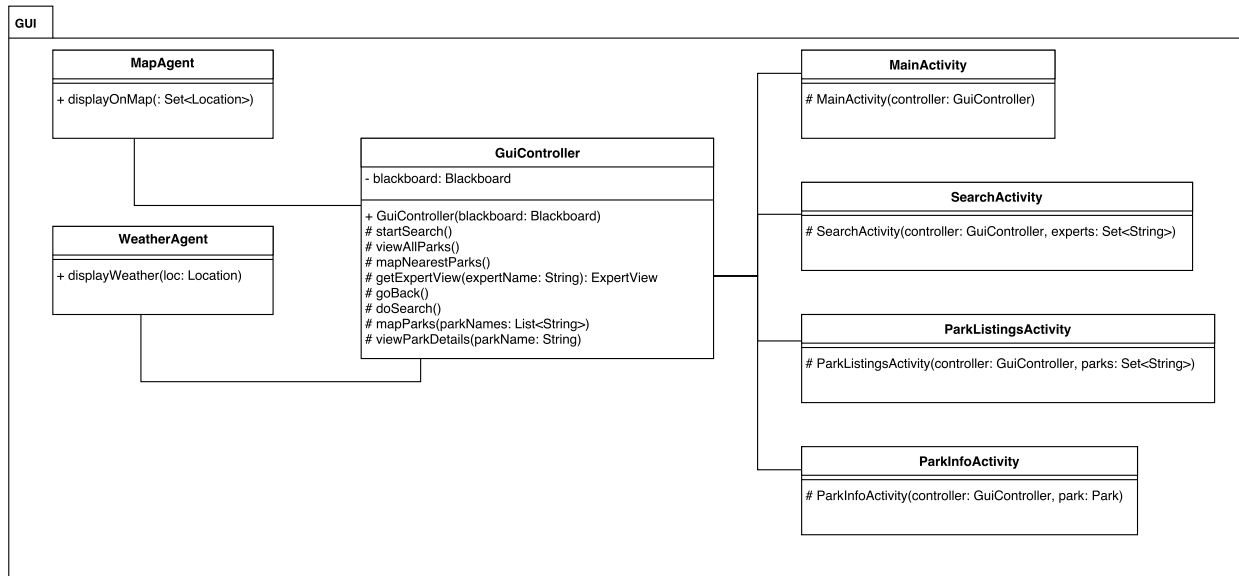 GUI
MapAgent
+ displayOnMap(: Set<Location>)
WeatherAgent
+ displayWeather(loc: Location)
GuiController
- blackboard: Blackboard
+ GuiController(blackboard: Blackboard)
# startSearch()
# viewAllParks()
# mapNearestParks()
# getExpertView(expertName: String): ExpertView
# goBack()
# doSearch()
# mapParks(parkNames: List<String>)
# viewParkDetails(parkName: String)
MainActivity
# MainActivity(controller: GuiController)
SearchActivity
# SearchActivity(controller: GuiController, experts: Set<String>)
ParkListingsActivity
# ParkListingsActivity(controller: GuiController, parks: Set<String>)
ParkInfoActivity
# ParkInfoActivity(controller: GuiController, park: Park)